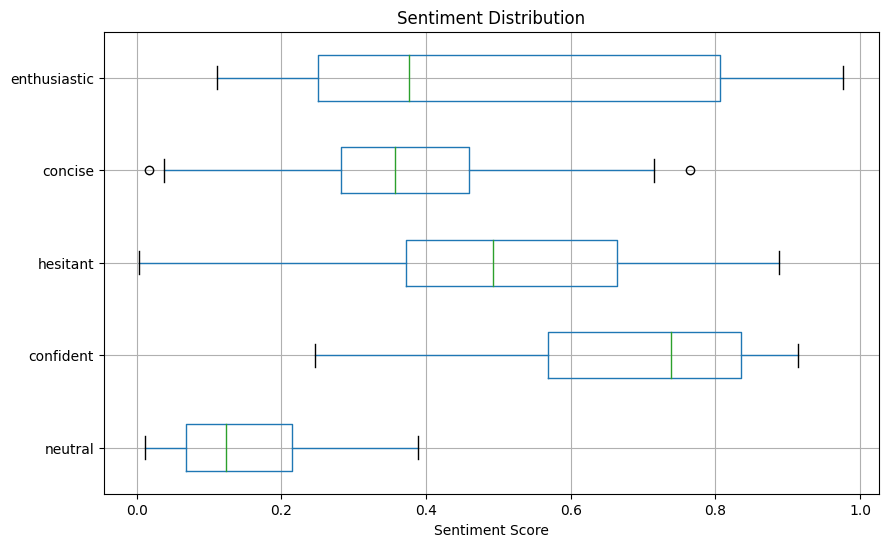 Sentiment Distribution
enthusiastic
concise
hesitant
confident
neutral
0.0 0.2 0.4 0.6 0.8 1.0
Sentiment Score